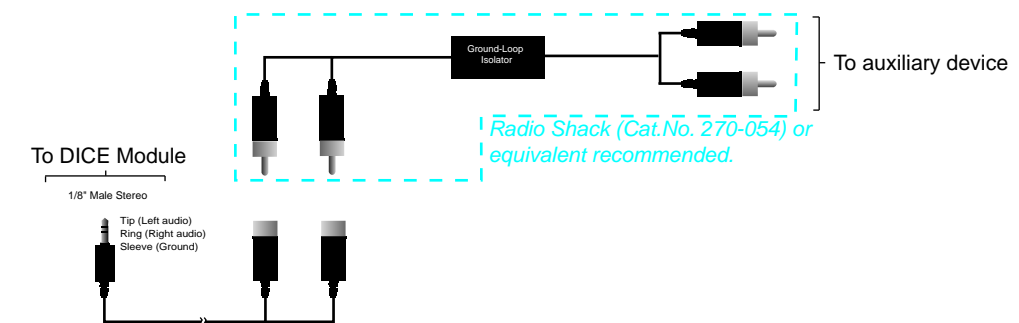 Ground-Loop
Isolator
To auxiliary device
Radio Shack (Cat.No. 270-054) or
equivalent recommended.
To DICE Module
1/8" Male Stereo
Tip (Left audio)
Ring (Right audio)
Sleeve (Ground)